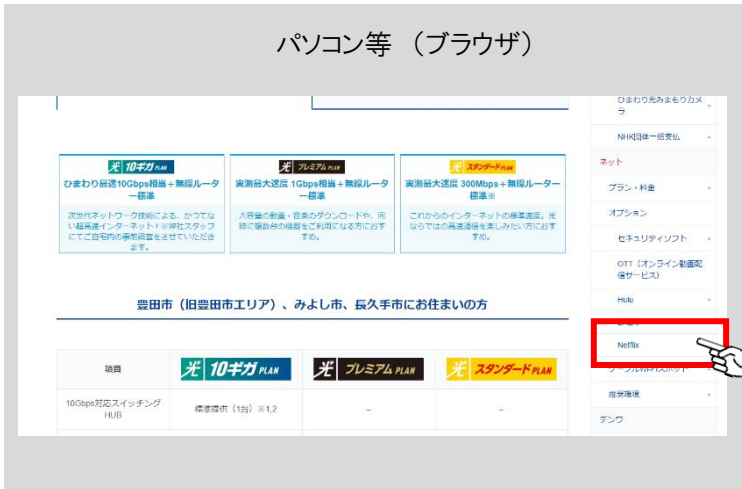 パソコン等 （ブラウザ）
光 10ギガ PLAN
ひまわり最速10Gbps相当＋無線ルータ
ー標準
次世代ネットワーク技術による、かつてな
い超高速インターネット！※弊社スタッフ
にてご自宅内の事前調査をさせていただき
ます。
光 プレミアム PLAN
実測最大速度 1Gbps相当＋無線ルータ
ー標準
大容量の動画・音楽のダウンロードや、同
時に複数台の機器をご利用になる方におす
すめ。
光 スタンダード PLAN
実測最大速度 300Mbps＋無線ルーター
標準※
これからのインターネットの標準速度。光
ならではの高速通信を楽しみたい方におす
すめ。
豊田市（旧豊田市エリア）、みよし市、長久手市にお住まいの方
項目
光 10ギガ PLAN
光 プレミアム PLAN
光 スタンダード PLAN
10Gbps対応スイッチング
HUB
標準提供（1台）※1,2
–
–
ひまわり光みまもりカメ
ラ
NHK団体一括支払
ネット
プラン・料金
オプション
セキュリティソフト
OTT（オンライン動画配
信サービス）
Hulu
Netflix
ケーブルWi-Fiスポット
推奨環境
デンワ